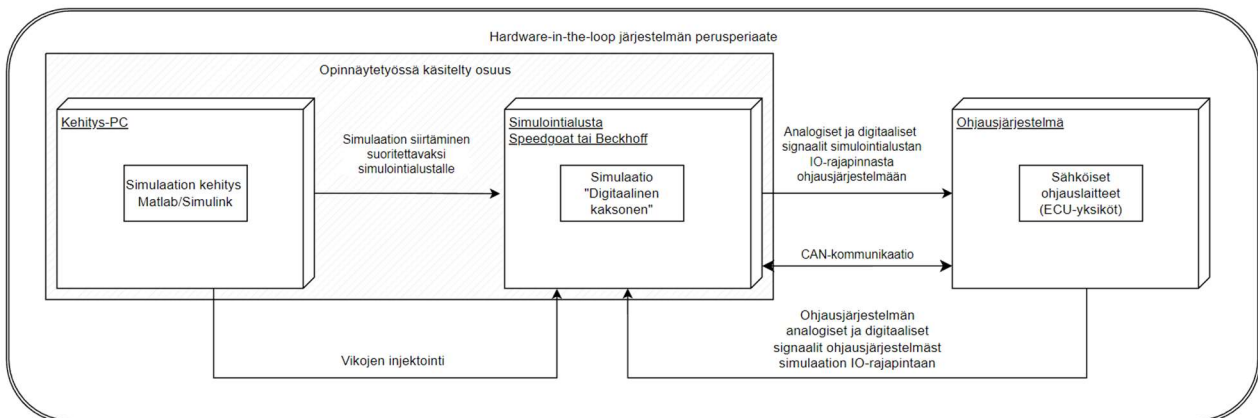 Hardware-in-the-loop järjestelmän perusperiaate
Opinnäytetyössä käsitelty osuus
Kehitys-PC
Simulaation kehitys
Matlab/Simulink
Simulaation siirtäminen
suoritettavaksi
simulointialustalle
Simulointialusta
Speedgoat tai Beckhoff
Simulaatio
"Digitaalinen
kaksonen"
Analogiset ja digitaaliset
signaalit simulointialustan
IO-rajapinnasta
ohjausjärjestelmään
Ohjausjärjestelmä
Sähköiset
ohjauslaitteet
(ECU-yksiköt)
CAN-kommunikaatio
Vikojen injektointi
Ohjausjärjestelmän
analogiset ja digitaaliset
signaalit ohjausjärjestelmäst
simulaation IO-rajapintaan